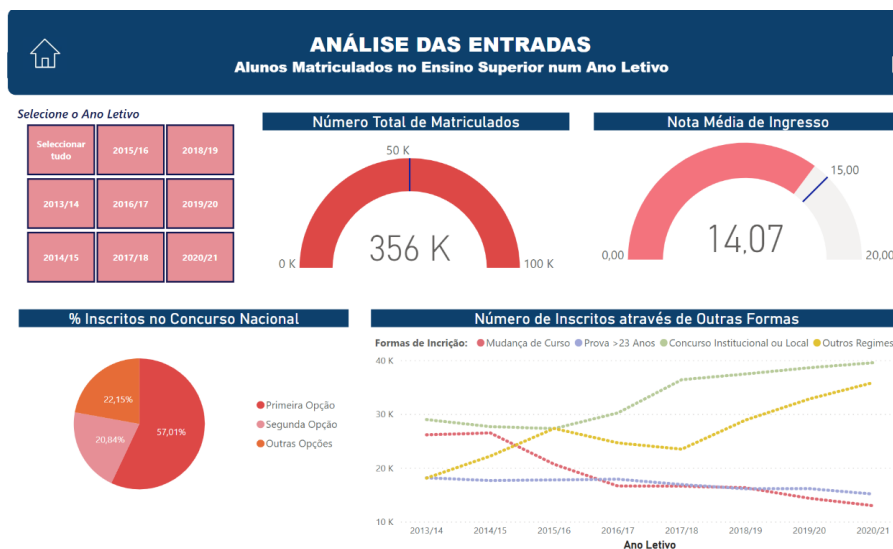 ANÁLISE DAS ENTRADAS
Alunos Matriculados no Ensino Superior num Ano Letivo
Selecione o Ano Letivo
Seleccionar
tudo
2015/16
2018/19
2013/14
2016/17
2019/20
2014/15
2017/18
2020/21
Número Total de Matriculados
50 K
0 K
356 K
100 K
Nota Média de Ingresso
15,00
0,00
14,07
20,00
% Inscritos no Concurso Nacional
22,15%
20,84%
57,01%
Primeira Opção
Segunda Opção
Outras Opções
Número de Inscritos através de Outras Formas
Formas de Incrição: Mudança de Curso Prova >23 Anos Concurso Institucional ou Local Outros Regimes
40 K
30 K
20 K
10 K
2013/14 2014/15 2015/16 2016/17 2017/18 2018/19 2019/20 2020/21
Ano Letivo